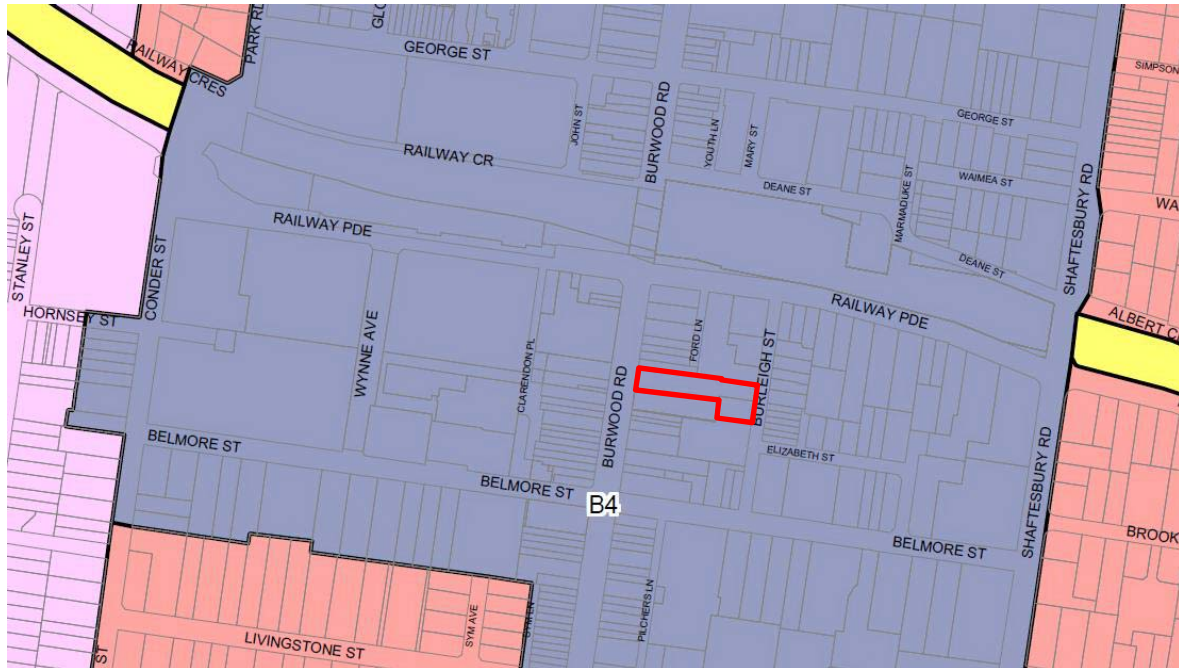 PARK RD
GLO
GEORGE ST
RAILWAY CRES
SIMPSON
JOHN ST
BURWOOD RD
YOUTH LN
MARY ST
GEORGE ST
RAILWAY CR
DEANE ST
MARMADUKE ST
WAIMEA ST
SHAFTESBURY RD
WA
STANLEY ST
RAILWAY PDE
CONDER ST
DEANE ST
HORNSEY ST
WYNNE AVE
CLARENDON PL
BURWOOD RD
FORD LN
BURLEIGH ST
RAILWAY PDE
ALBERT C
BELMORE ST
ELIZABETH ST
BELMORE ST
B4
SHAFTESBURY RD
BELMORE ST
BROOK
SYM AVE
PILCHERS LN
LIVINGSTONE ST
ST